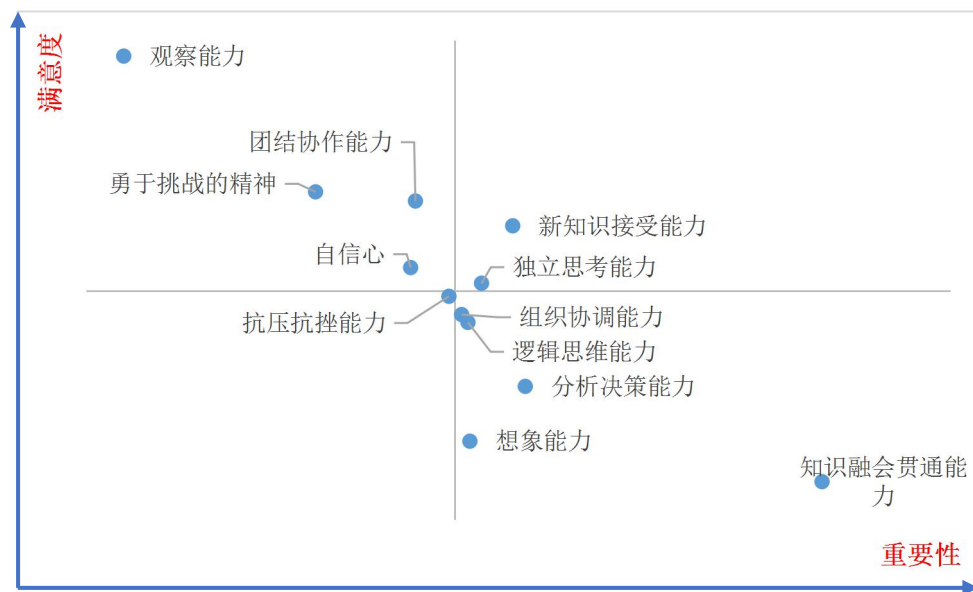 满意度
观察能力
团结协作能力
勇于挑战的精神
新知识接受能力
自信心
独立思考能力
抗压抗挫能力
组织协调能力
逻辑思维能力
分析决策能力
想象能力
知识融会贯通能
力
重要性